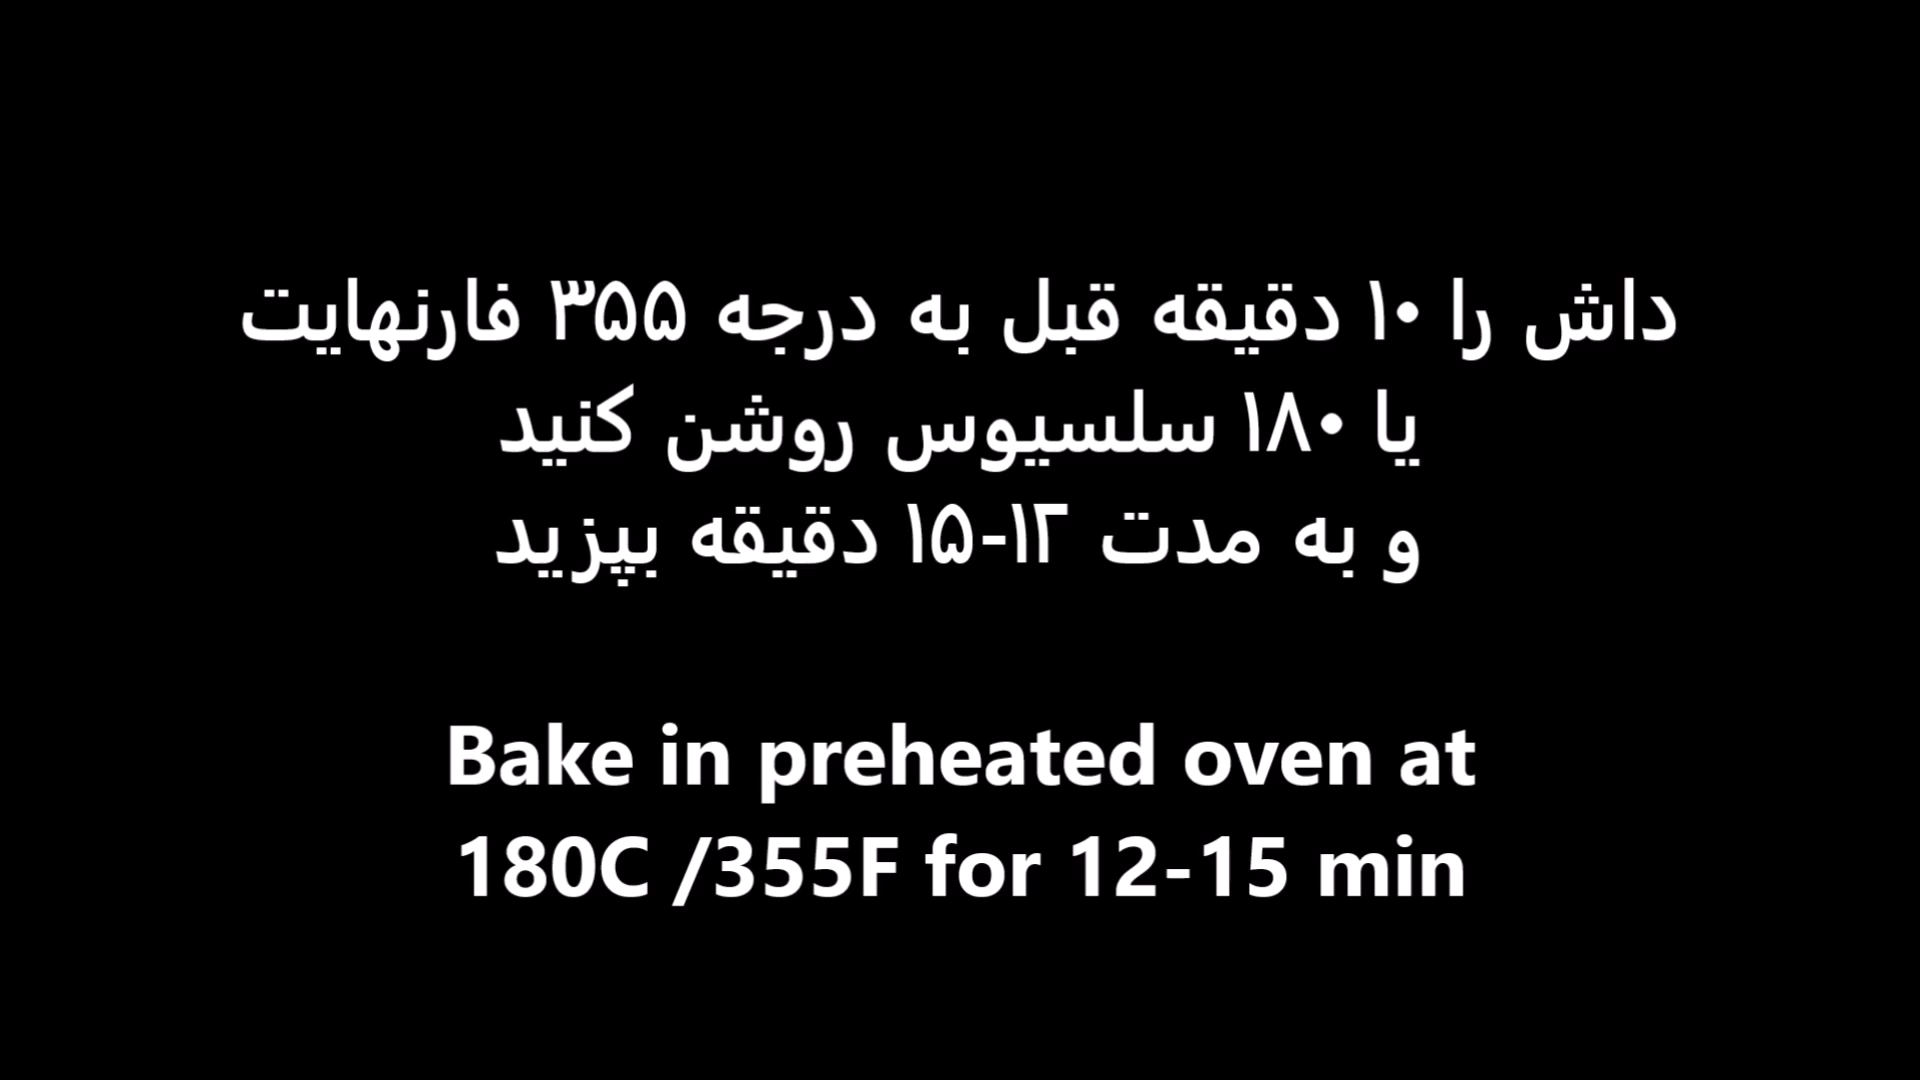 داش را ۱۰ دقیقه قبل به درجه ۳۵۵ فارنهایت
یا ۱۸۰ سلسیوس روشن کنید
و به مدت ۱۲-۱۵ دقیقه بپزید
Bake in preheated oven at
180C /355F for 12-15 min